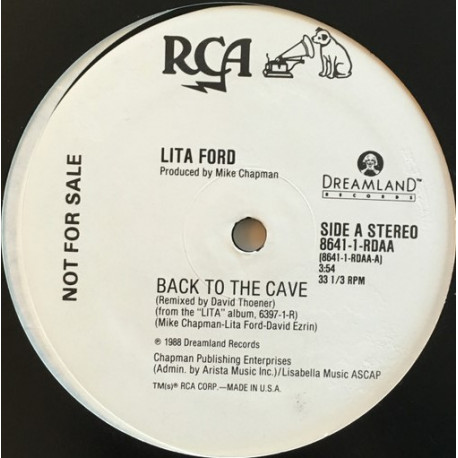 RCA
NOT FOR SALE
LITA FORD
Produced by Mike Chapman
DREAMLAND™
RECORDS
SIDE A STEREO
8641-1-RDAA
(8641-1-RDAA-A)
3:54
33 1/3 RPM
BACK TO THE CAVE
(Remixed by David Thoener)
(from the "LITA" album, 6397-1-R)
(Mike Chapman-Lita Ford-David Ezrin)
℗ 1988 Dreamland Records
Chapman Publishing Enterprises
(Admin. by Arista Music Inc.)/Lisabella Music ASCAP
TM(s)® RCA CORP.—MADE IN U.S.A.